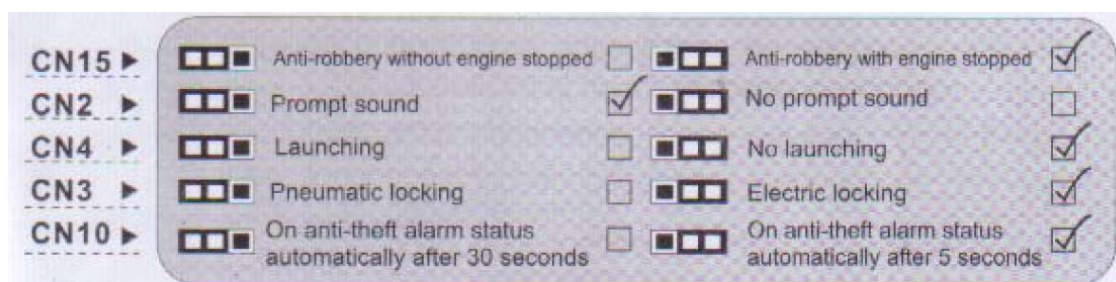 CN15 Anti-robbery without engine stopped Anti-robbery with engine stopped
CN2 Prompt sound No prompt sound
CN4 Launching No launching
CN3 Pneumatic locking Electric locking
CN10 On anti-theft alarm status On anti-theft alarm status
automatically after 30 seconds automatically after 5 seconds